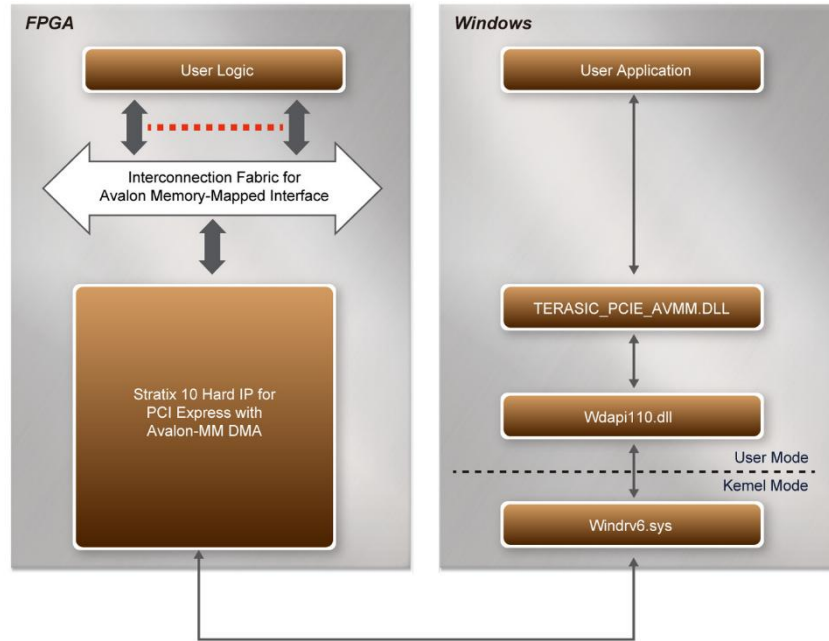 FPGA
User Logic
Interconnection Fabric for
Avalon Memory-Mapped Interface
Stratix 10 Hard IP for
PCI Express with
Avalon-MM DMA
Windows
User Application
TERASIC_PCIE_AVMM.DLL
Wdapi110.dll
User Mode
Kemel Mode
Windrv6.sys